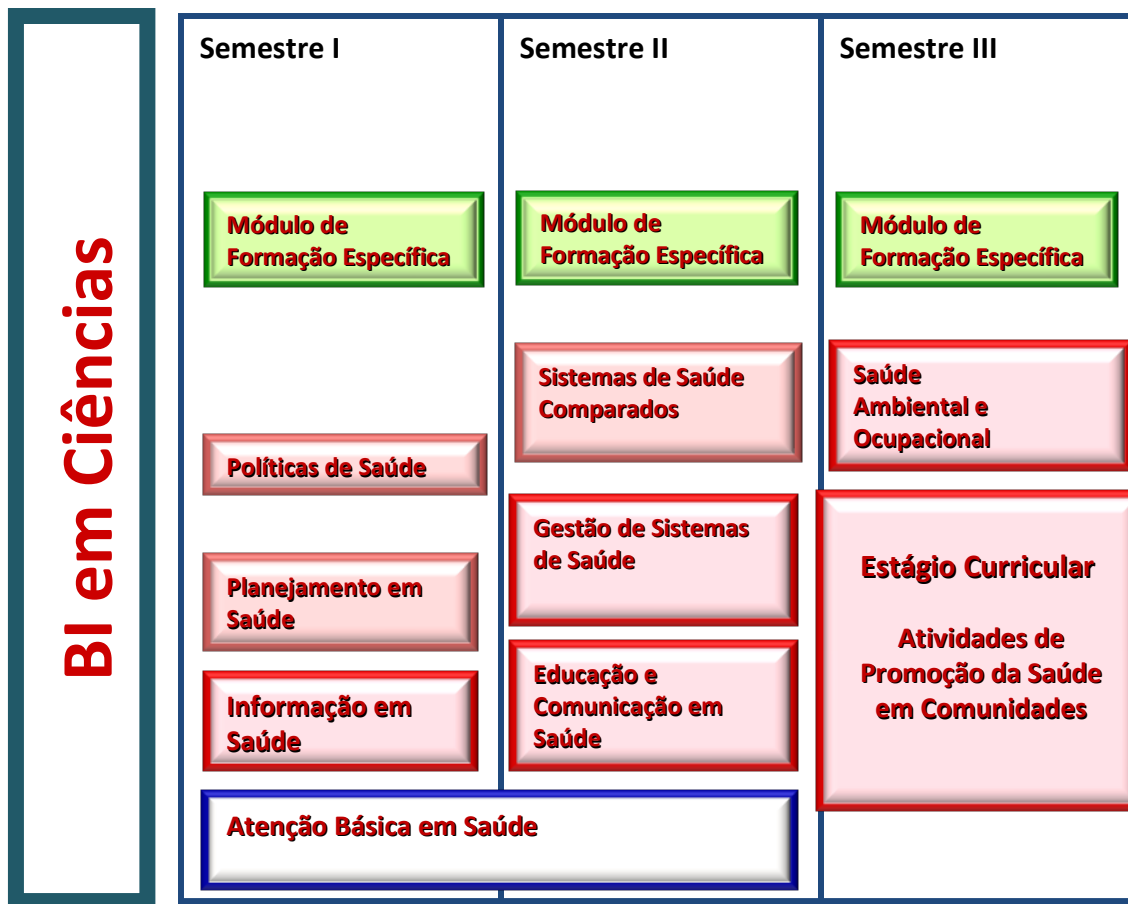 BI em Ciências
Semestre I
Módulo de
Formação Específica
Políticas de Saúde
Planejamento em
Saúde
Informação em
Saúde
Atenção Básica em Saúde
Semestre II
Módulo de
Formação Específica
Sistemas de Saúde
Comparados
Gestão de Sistemas
de Saúde
Educação e
Comunicação em
Saúde
Semestre III
Módulo de
Formação Específica
Saúde
Ambiental e
Ocupacional
Estágio Curricular
Atividades de
Promoção da Saúde
em Comunidades